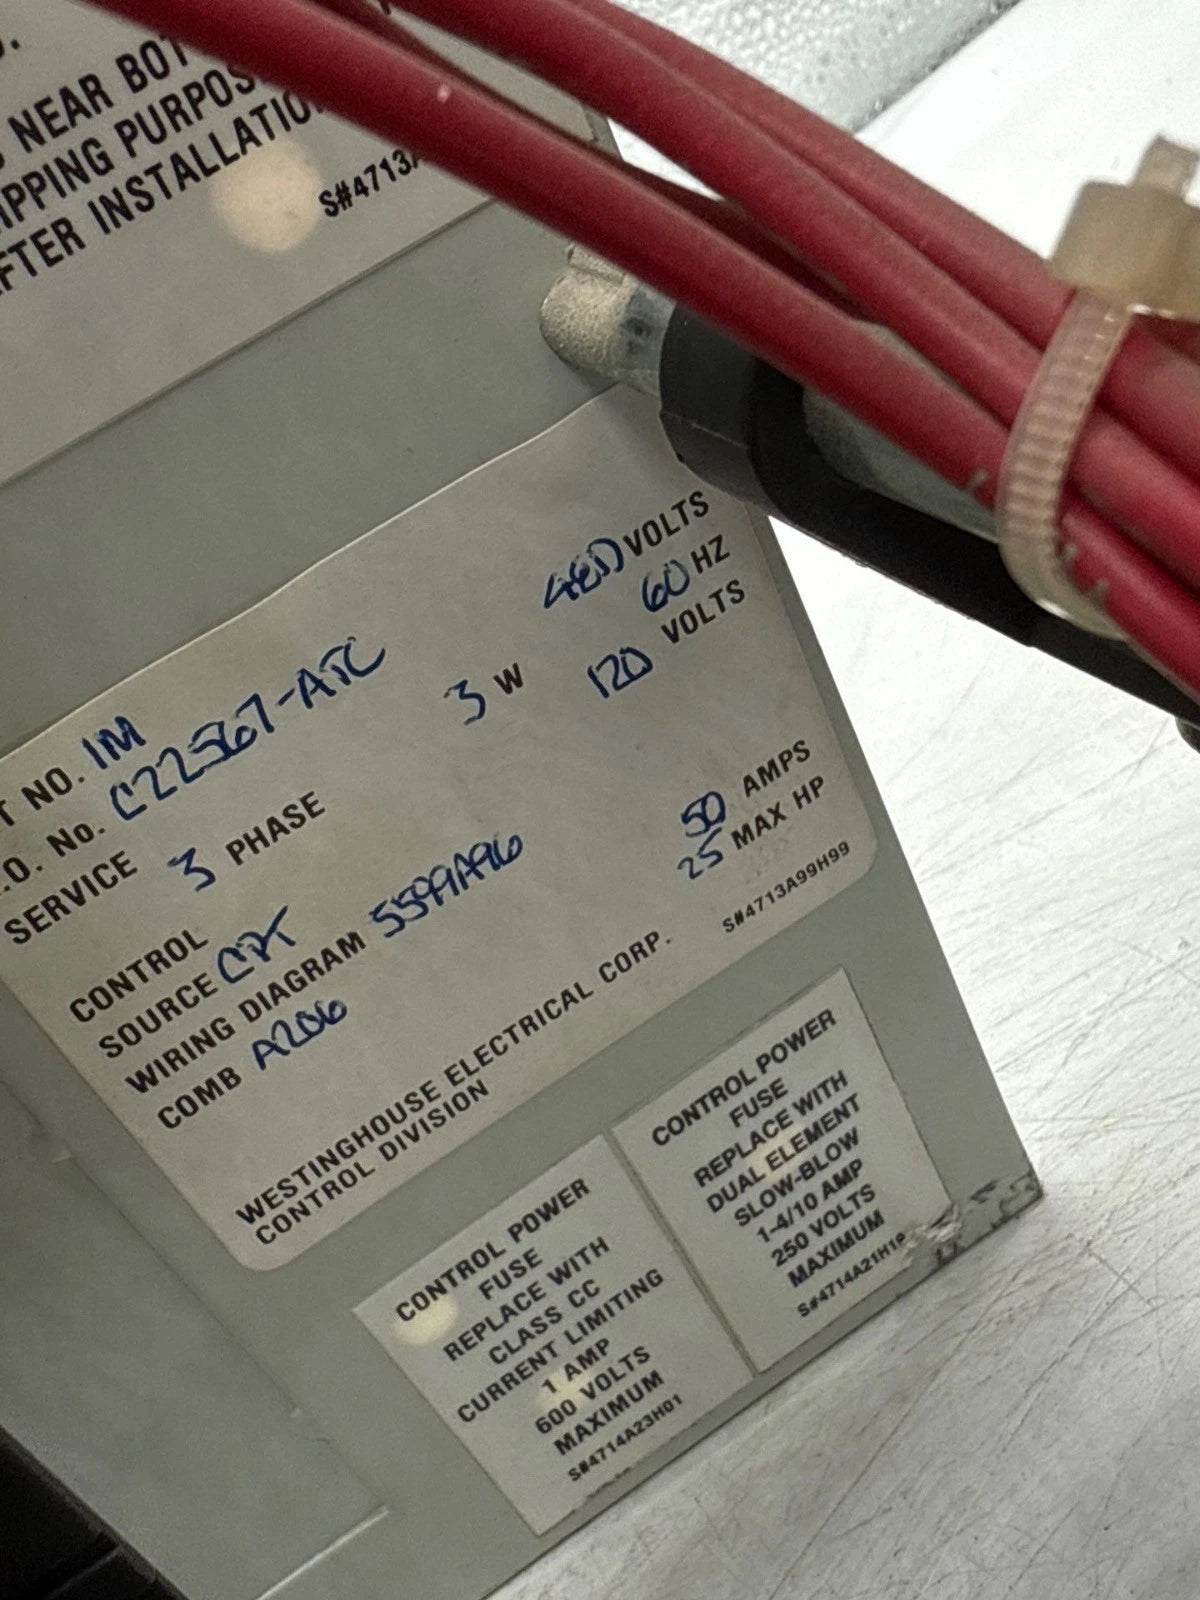 NEAR BOT
IPPING PURPOS
FTER INSTALLATIO
S#4713A
T NO. 1M
.O. No. C22567-ATC
SERVICE 3 PHASE 3 W 480 VOLTS
60 HZ
CONTROL 120 VOLTS
SOURCE CPT
WIRING DIAGRAM 5599A96 50 AMPS
COMB A206 25 MAX HP
WESTINGHOUSE ELECTRICAL CORP. S#4713A99H99
CONTROL DIVISION
CONTROL POWER
FUSE
REPLACE WITH
CLASS CC
CURRENT LIMITING
1 AMP
600 VOLTS
MAXIMUM
S#4714A23H01
CONTROL POWER
FUSE
REPLACE WITH
DUAL ELEMENT
SLOW-BLOW
1-4/10 AMP
250 VOLTS
MAXIMUM
S#4714A21H1